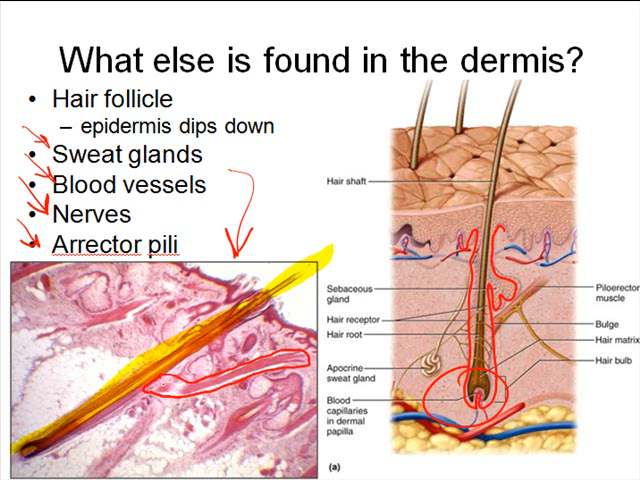 What else is found in the dermis?
• Hair follicle
– epidermis dips down
• Sweat glands
• Blood vessels
• Nerves
• Arrector pili
Hair shaft
Sebaceous
gland
Hair receptor
Hair root
Apocrine
sweat gland
Blood
capillaries
in dermal
papilla
Piloerector
muscle
Bulge
Hair matrix
Hair bulb
(a)